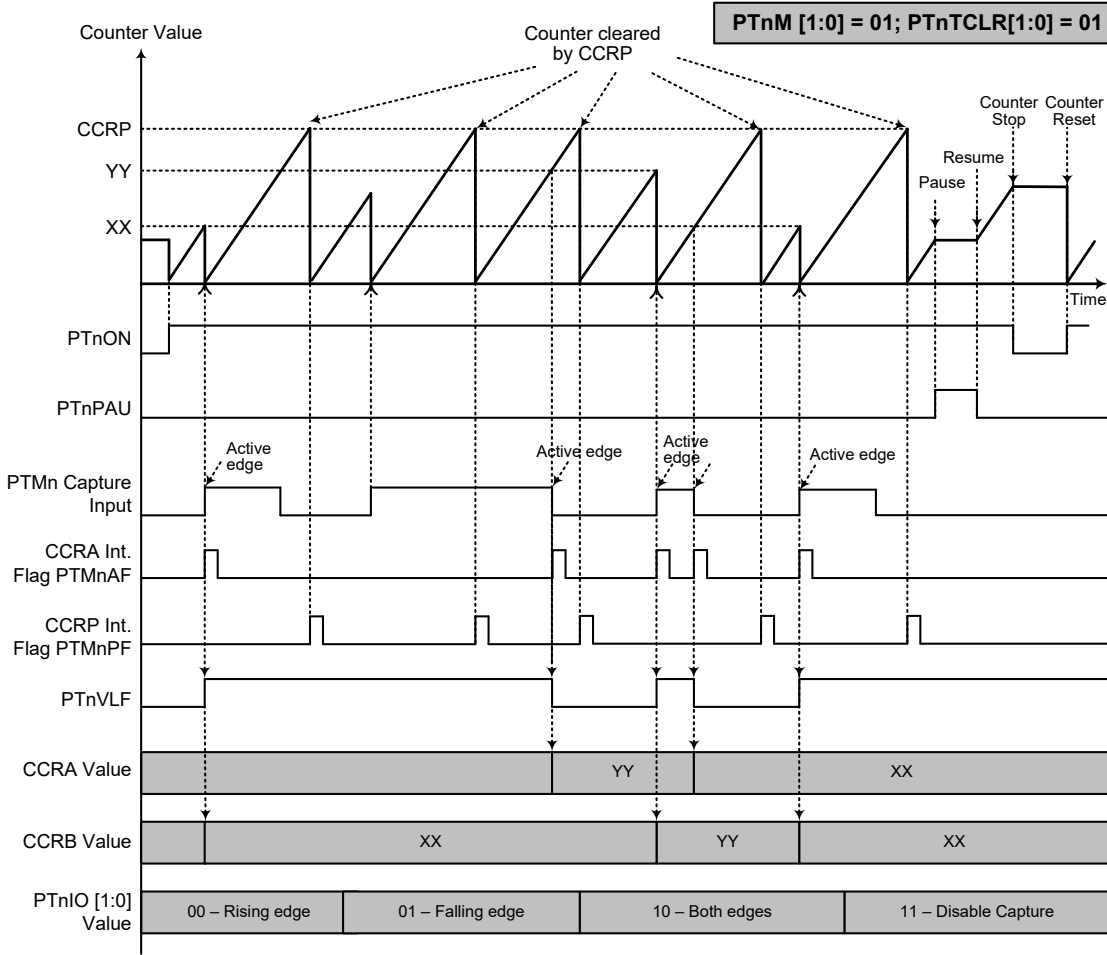 PTnM [1:0] = 01; PTnTCLR[1:0] = 01
Counter Value
Counter cleared
by CCRP
CCRP
YY
XX
Counter
Stop
Counter
Reset
Resume
Pause
Time
PTnON
PTnPAU
PTMn Capture
Input
Active
edge
Active edge
Active
edge
Active edge
CCRA Int.
Flag PTMnAF
CCRP Int.
Flag PTMnPF
PTnVLF
CCRA Value
YY
XX
CCRB Value
XX
YY
XX
PTnIO [1:0]
Value
00 – Rising edge
01 – Falling edge
10 – Both edges
11 – Disable Capture